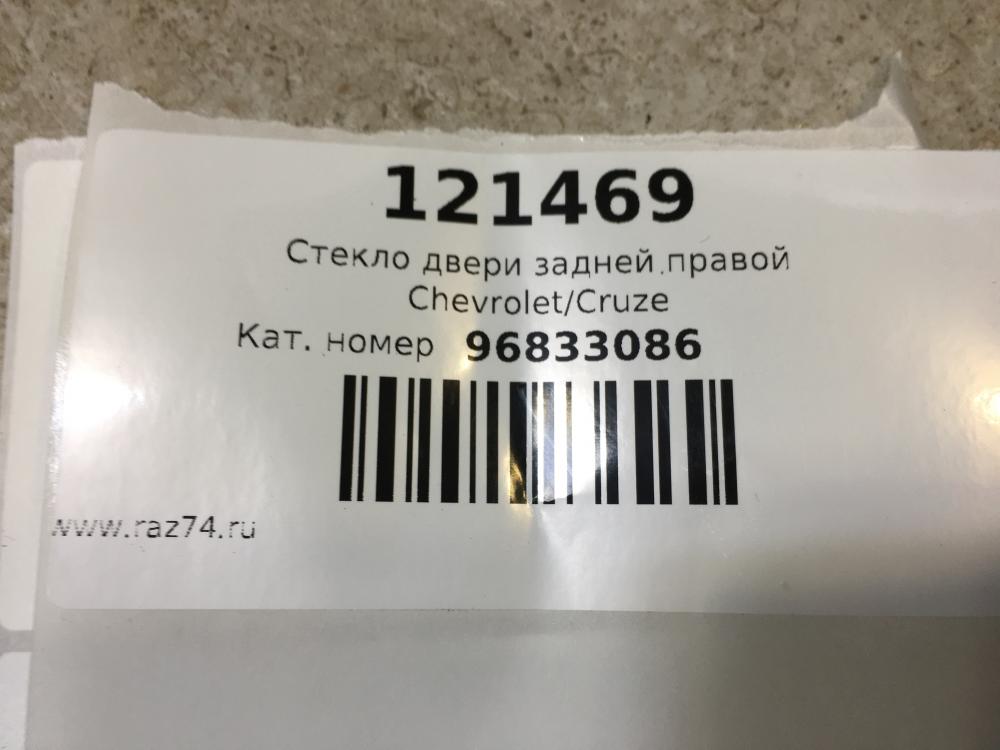 121469
Стекло двери задней правой
Chevrolet/Cruze
Кат. номер 96833086
www.raz74.ru